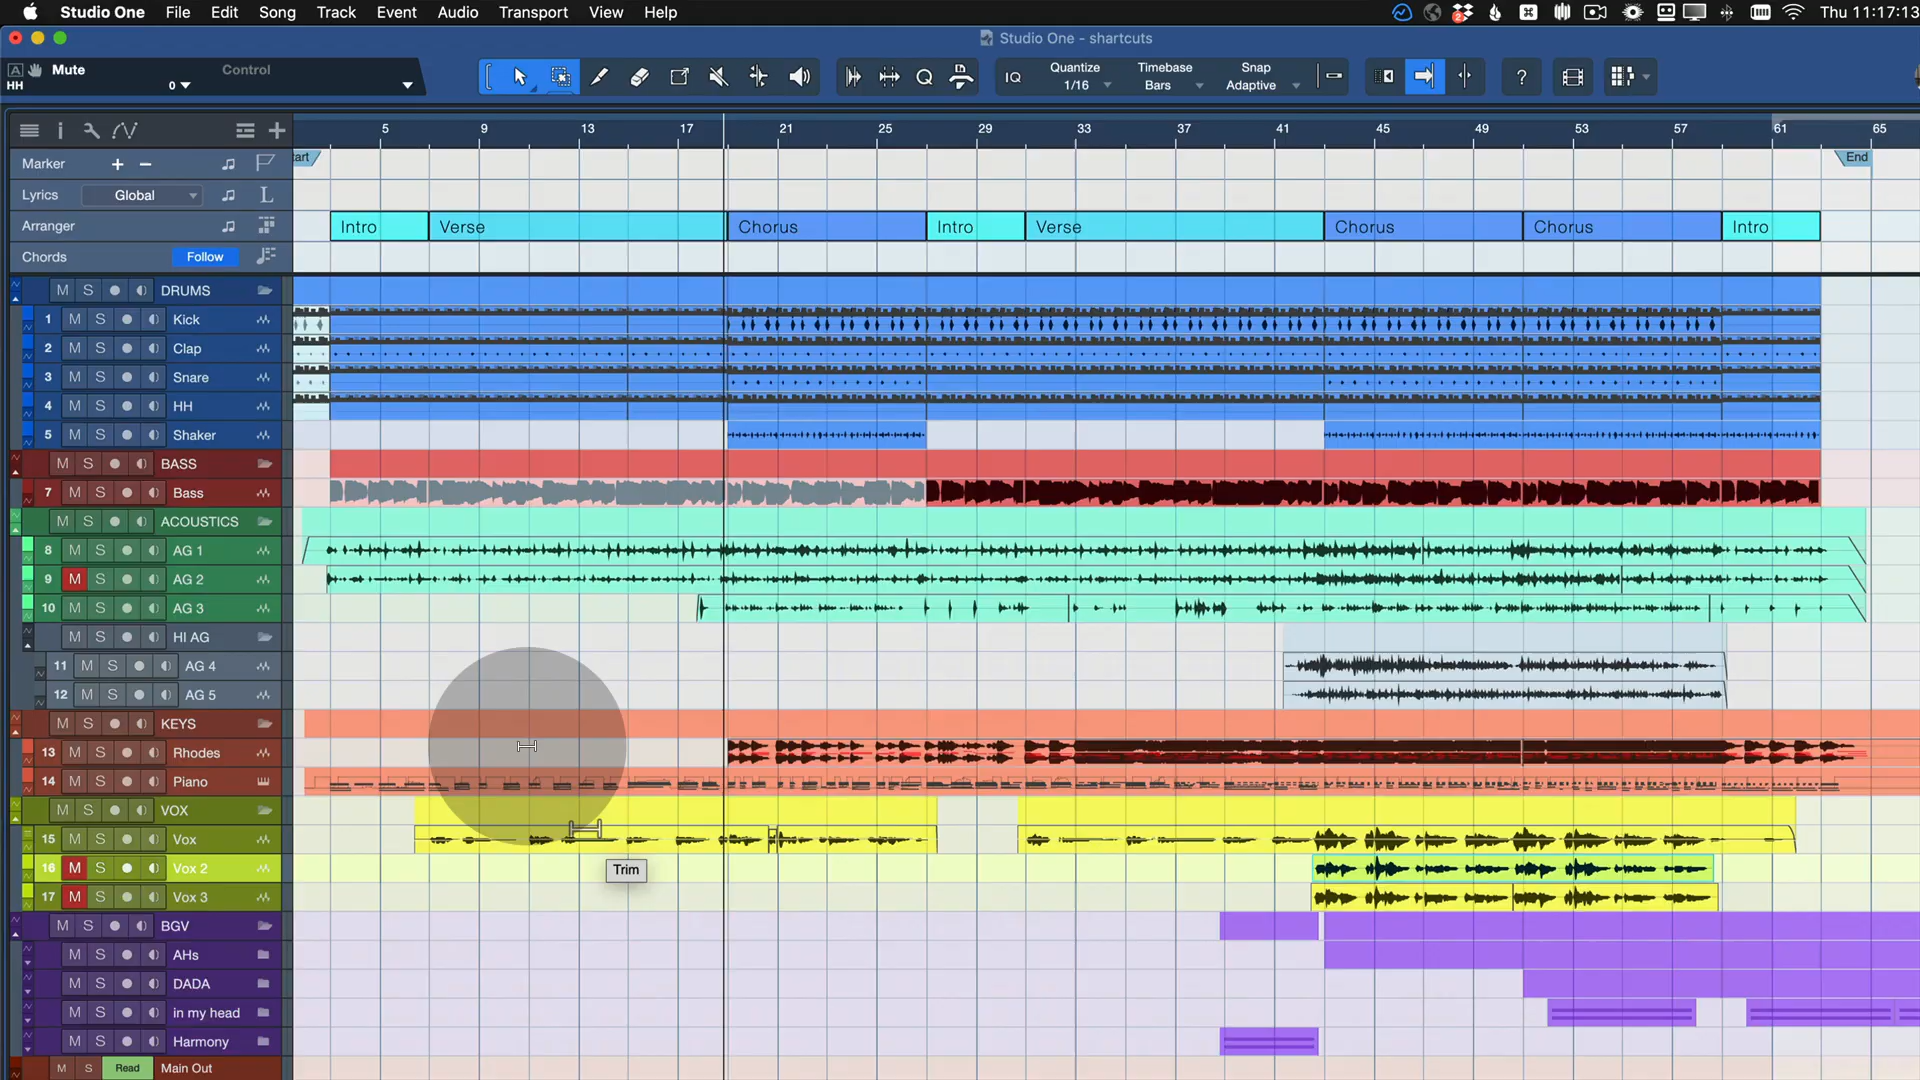 Studio One File Edit Song Track Event Audio Devices Transport View Help
Thu 11:17:13
Studio One - shartcuts
Mute Control
HH 0
Quantize Timebase Snap
IQ 1/16 Bars Adaptive ?
5 9 13 17 21 25 29 33 37 41 45 49 53 57 61 65
Marker + −
tart End
Lyrics Global L
Arranger
Intro Verse Chorus Intro Verse Chorus Chorus Intro
Chords Follow
M S DRUMS
1 M S Kick
2 M S Clap
3 M S Snare
4 M S HH
5 M S Shaker
M S BASS
7 M S Bass
M S ACOUSTICS
8 M S AG 1
9 M S AG 2
10 M S AG 3
M S HI AG
11 M S AG 4
12 M S AG 5
M S KEYS
13 M S Rhodes
14 M S Piano
M S VOX
15 M S Vox
16 M S Vox 2
Trim
17 M S Vox 3
M S BGV
M S AHs
M S DADA
M S in my head
M S Harmony
M S Read Main Out